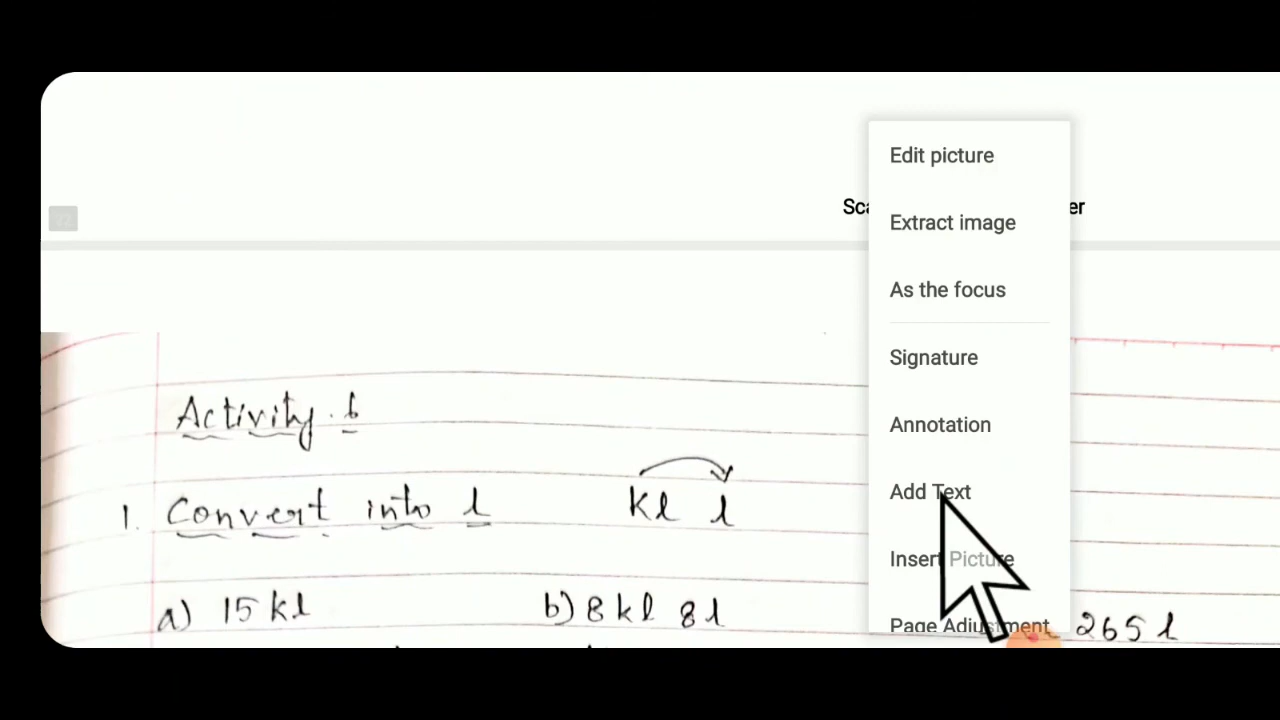 Edit picture
Extract image
As the focus
Signature
Annotation
Add Text
Insert Picture
Page Adjustment
Activity. 6
1. Convert into l kl l
a) 15 kl b) 8 kl 8 l 265 l